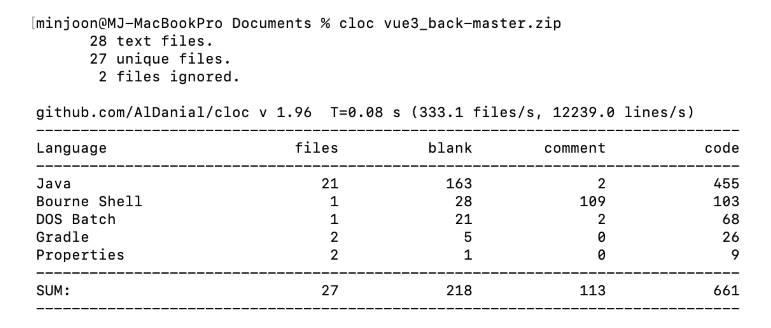 [minjoon@MJ-MacBookPro Documents % cloc vue3_back-master.zip
      28 text files.
      27 unique files.
       2 files ignored.

github.com/AlDanial/cloc v 1.96  T=0.08 s (333.1 files/s, 12239.0 lines/s)
-------------------------------------------------------------------------------
Language                     files          blank        comment           code
-------------------------------------------------------------------------------
Java                            21            163              2            455
Bourne Shell                     1             28            109            103
DOS Batch                        1             21              2             68
Gradle                           2              5              0             26
Properties                       2              1              0              9
-------------------------------------------------------------------------------
SUM:                            27            218            113            661
-------------------------------------------------------------------------------